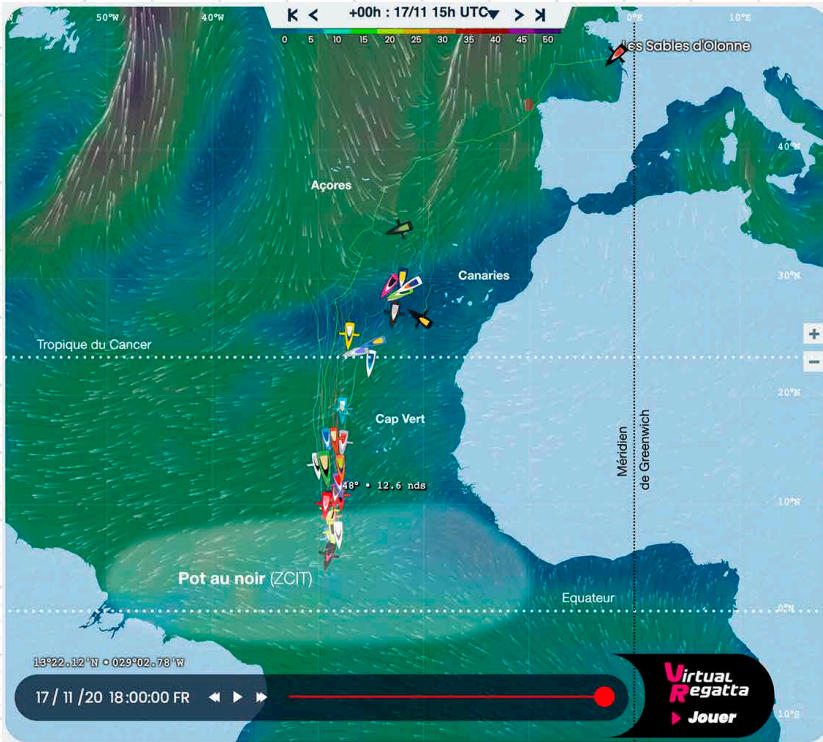 50°W
40°W
+00h : 17/11 15h UTC▾
0°E
10°E
0 5 10 15 20 25 30 35 40 45 50
Les Sables d'Olonne
40°N
Açores
30°N
Canaries
+
Tropique du Cancer
−
20°N
Cap Vert
Méridien
de Greenwich
48° • 12.6 nds
10°N
Pot au noir (ZCIT)
Equateur
0°N
13°22.12'N • 029°02.78'W
Virtual
Regatta
17 / 11 /20 18:00:00 FR
Jouer
10°S